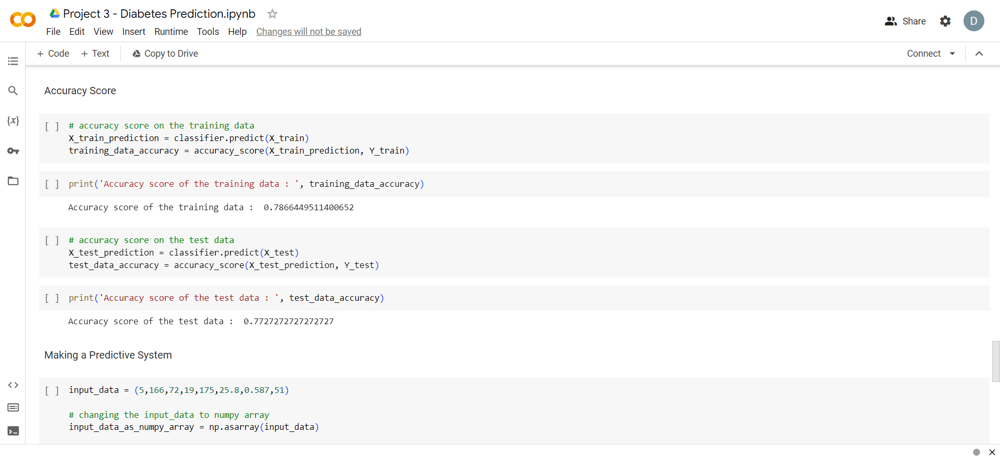 Project 3 - Diabetes Prediction.ipynb
File Edit View Insert Runtime Tools Help Changes will not be saved
Share
D
+ Code + Text Copy to Drive
Connect
Accuracy Score
{x}
[ ] # accuracy score on the training data
X_train_prediction = classifier.predict(X_train)
training_data_accuracy = accuracy_score(X_train_prediction, Y_train)
[ ] print('Accuracy score of the training data : ', training_data_accuracy)
Accuracy score of the training data :  0.7866449511400652
[ ] # accuracy score on the test data
X_test_prediction = classifier.predict(X_test)
test_data_accuracy = accuracy_score(X_test_prediction, Y_test)
[ ] print('Accuracy score of the test data : ', test_data_accuracy)
Accuracy score of the test data :  0.7727272727272727
Making a Predictive System
[ ] input_data = (5,166,72,19,175,25.8,0.587,51)
# changing the input_data to numpy array
input_data_as_numpy_array = np.asarray(input_data)